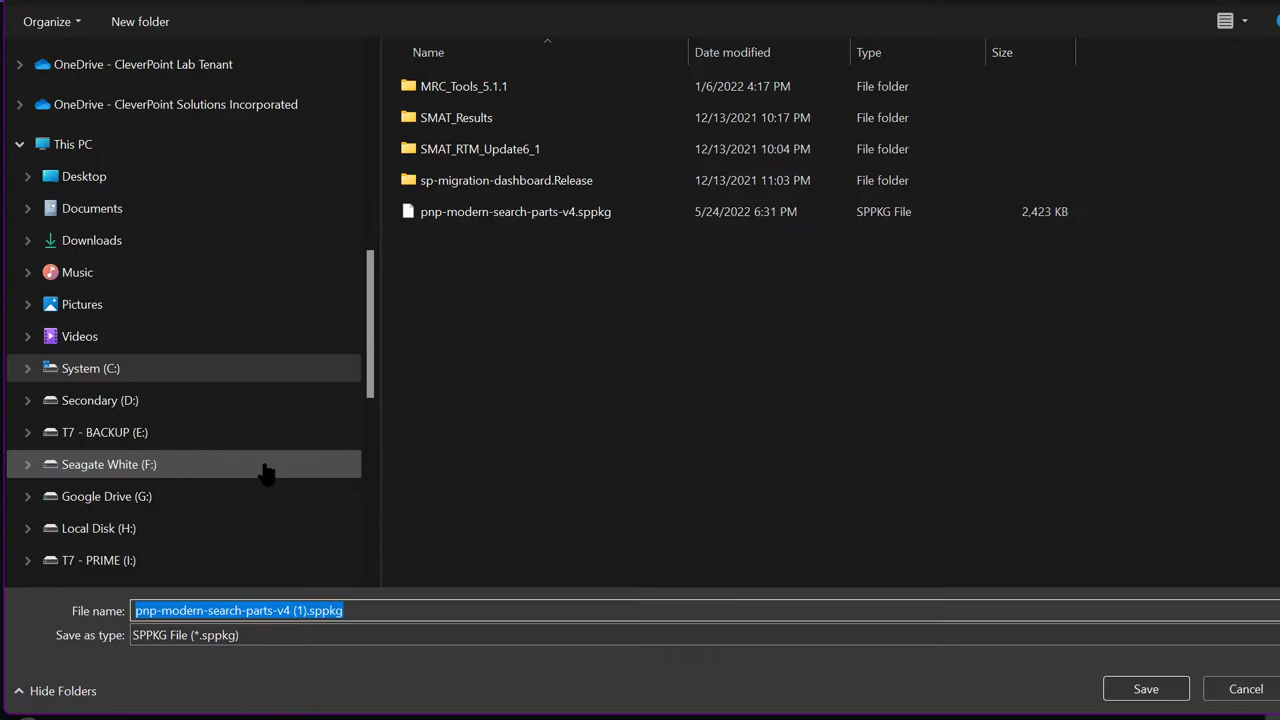 Organize New folder
OneDrive - CleverPoint Lab Tenant
OneDrive - CleverPoint Solutions Incorporated
This PC
Desktop
Documents
Downloads
Music
Pictures
Videos
System (C:)
Secondary (D:)
T7 - BACKUP (E:)
Seagate White (F:)
Google Drive (G:)
Local Disk (H:)
T7 - PRIME (I:)
Name Date modified Type Size
MRC_Tools_5.1.1 1/6/2022 4:17 PM File folder
SMAT_Results 12/13/2021 10:17 PM File folder
SMAT_RTM_Update6_1 12/13/2021 10:04 PM File folder
sp-migration-dashboard.Release 12/13/2021 11:03 PM File folder
pnp-modern-search-parts-v4.sppkg 5/24/2022 6:31 PM SPPKG File 2,423 KB
File name: pnp-modern-search-parts-v4 (1).sppkg
Save as type: SPPKG File (*.sppkg)
Hide Folders Save Cancel